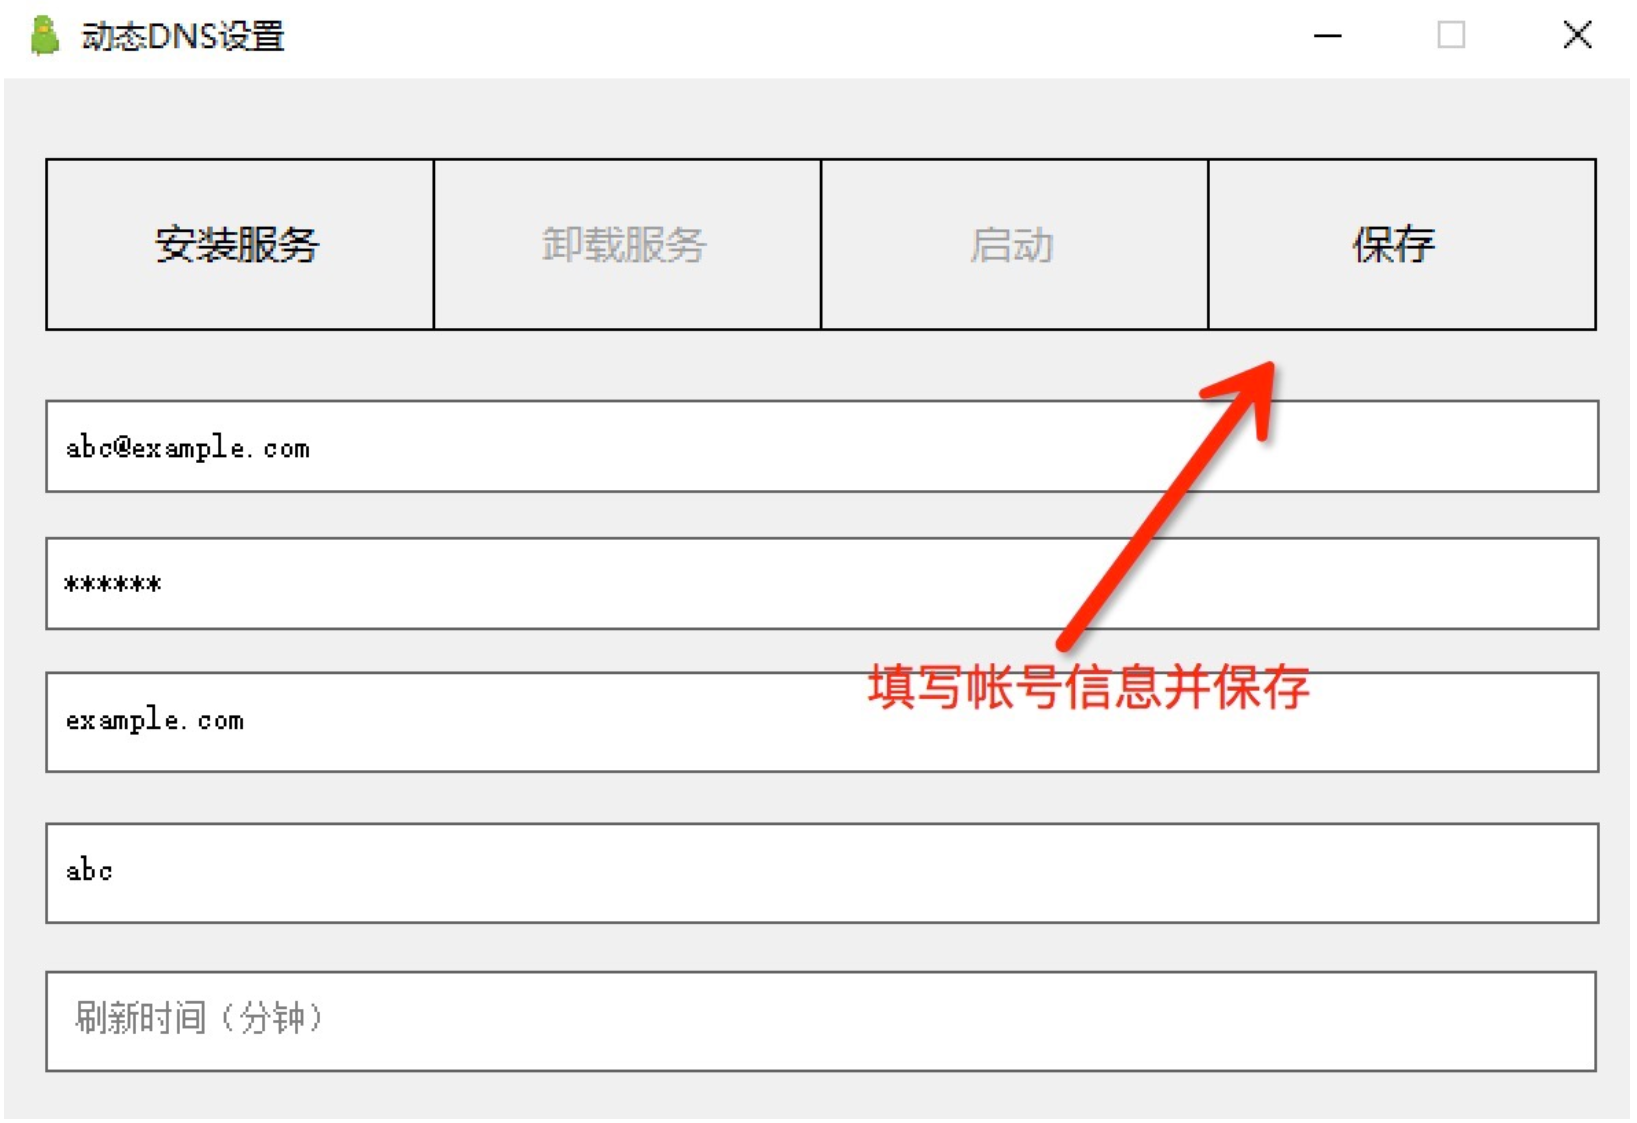 动态DNS设置
安装服务 卸载服务 启动 保存
abc@example.com
******
填写帐号信息并保存
example.com
abc
刷新时间（分钟）